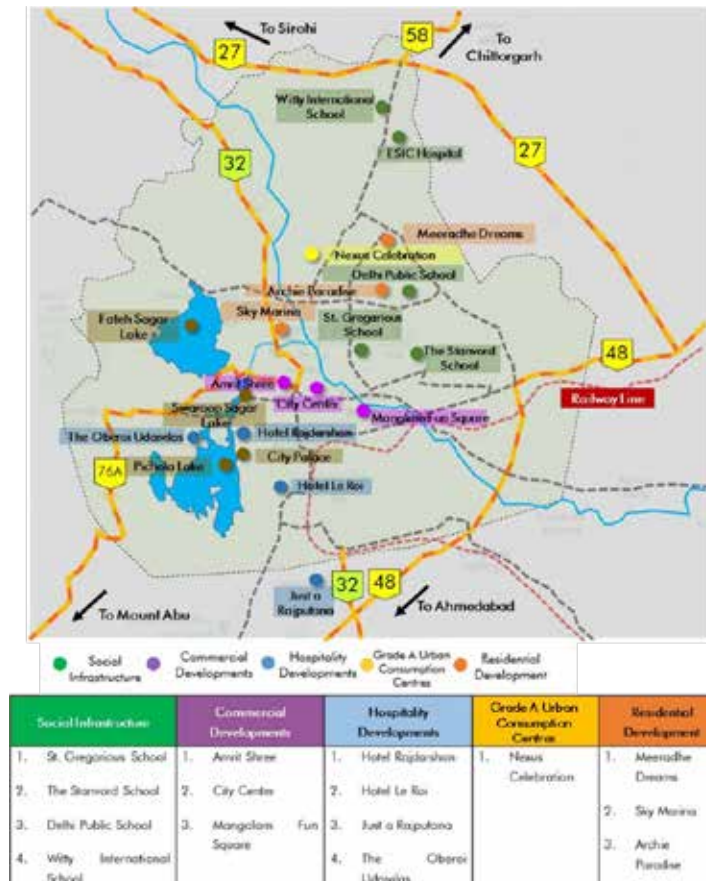 To Sirohi
58
To
Chittorgarh
27
Witty International
School
ESIC Hospital
27
32
Meeradhe Dreams
Nexus Celebration
Delhi Public School
Archie Paradise
Sky Marina
St. Gregorious
School
Fateh Sagar
Lake
The Stanward
School
48
Amrit Shree
City Center
Railway Line
Swaroop Sagar
Lake
Mangalam Fun Square
The Oberoi Udaivilas
Hotel Rajdarshan
City Palace
Pichola Lake
76A
Hotel Le Roi
32
48
Just a
Rajputana
To Mount Abu
To Ahmedabad
Social
Infrastructure
Commercial
Developments
Hospitality
Developments
Grade A Urban
Consumption
Centres
Residential
Development
Social Infrastructure
Commercial
Developments
Hospitality
Developments
Grade A Urban
Consumption
Centres
Residential
Development
1. St. Gregorious School
2. The Stanward School
3. Delhi Public School
4. Witty International
School
1. Amrit Shree
2. City Center
3. Mangalam Fun
Square
1. Hotel Rajdarshan
2. Hotel Le Roi
3. Just a Rajputana
4. The Oberoi
Udaivilas
1. Nexus
Celebration
1. Meeradhe
Dreams
2. Sky Marina
3. Archie
Paradise